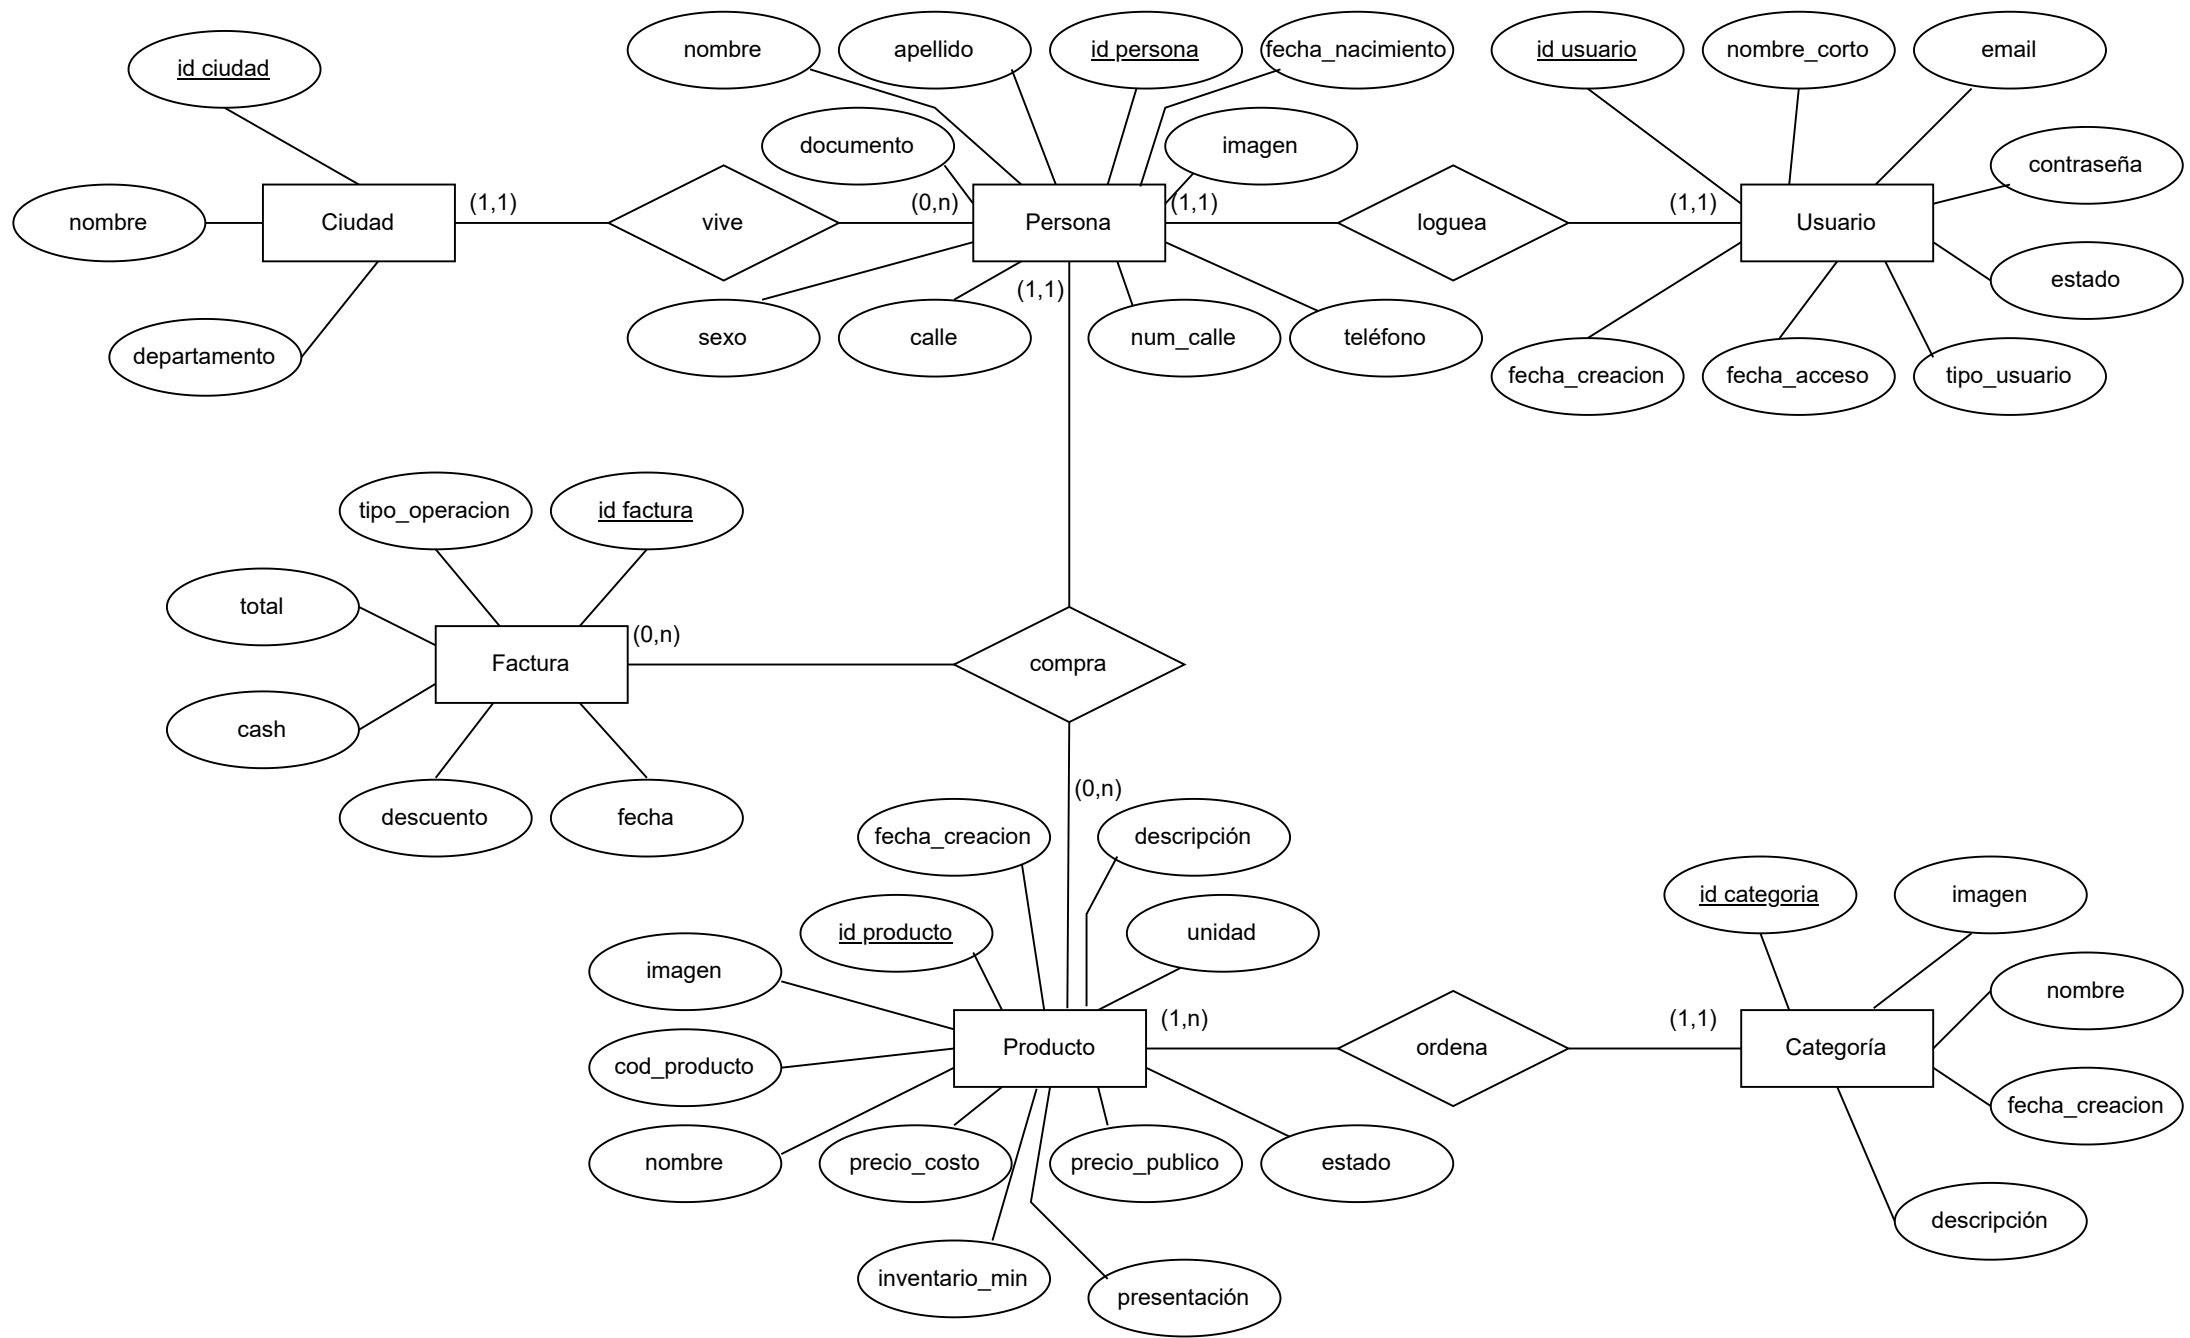 nombre
apellido
id persona
fecha_nacimiento
id usuario
nombre_corto
email
id ciudad
documento
imagen
contraseña
nombre
Ciudad
(1,1)
vive
(0,n)
Persona
(1,1)
loguea
(1,1)
Usuario
estado
departamento
sexo
(1,1)
calle
num_calle
teléfono
fecha_creacion
fecha_acceso
tipo_usuario
tipo_operacion
id factura
total
Factura
(0,n)
compra
cash
descuento
fecha
(0,n)
fecha_creacion
descripción
id producto
unidad
id categoria
imagen
imagen
nombre
cod_producto
Producto
(1,n)
ordena
(1,1)
Categoría
fecha_creacion
nombre
precio_costo
precio_publico
estado
descripción
inventario_min
presentación